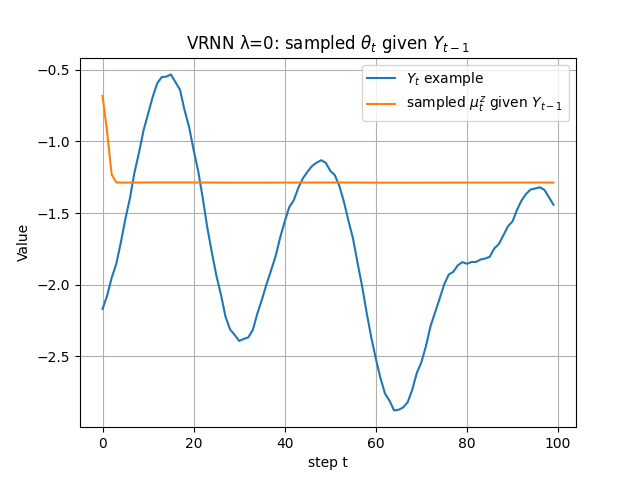 VRNN λ=0: sampled θ_t given Y_{t−1}
Y_t example
sampled μ_t^z given Y_{t−1}
Value
−0.5
−1.0
−1.5
−2.0
−2.5
0 20 40 60 80 100
step t